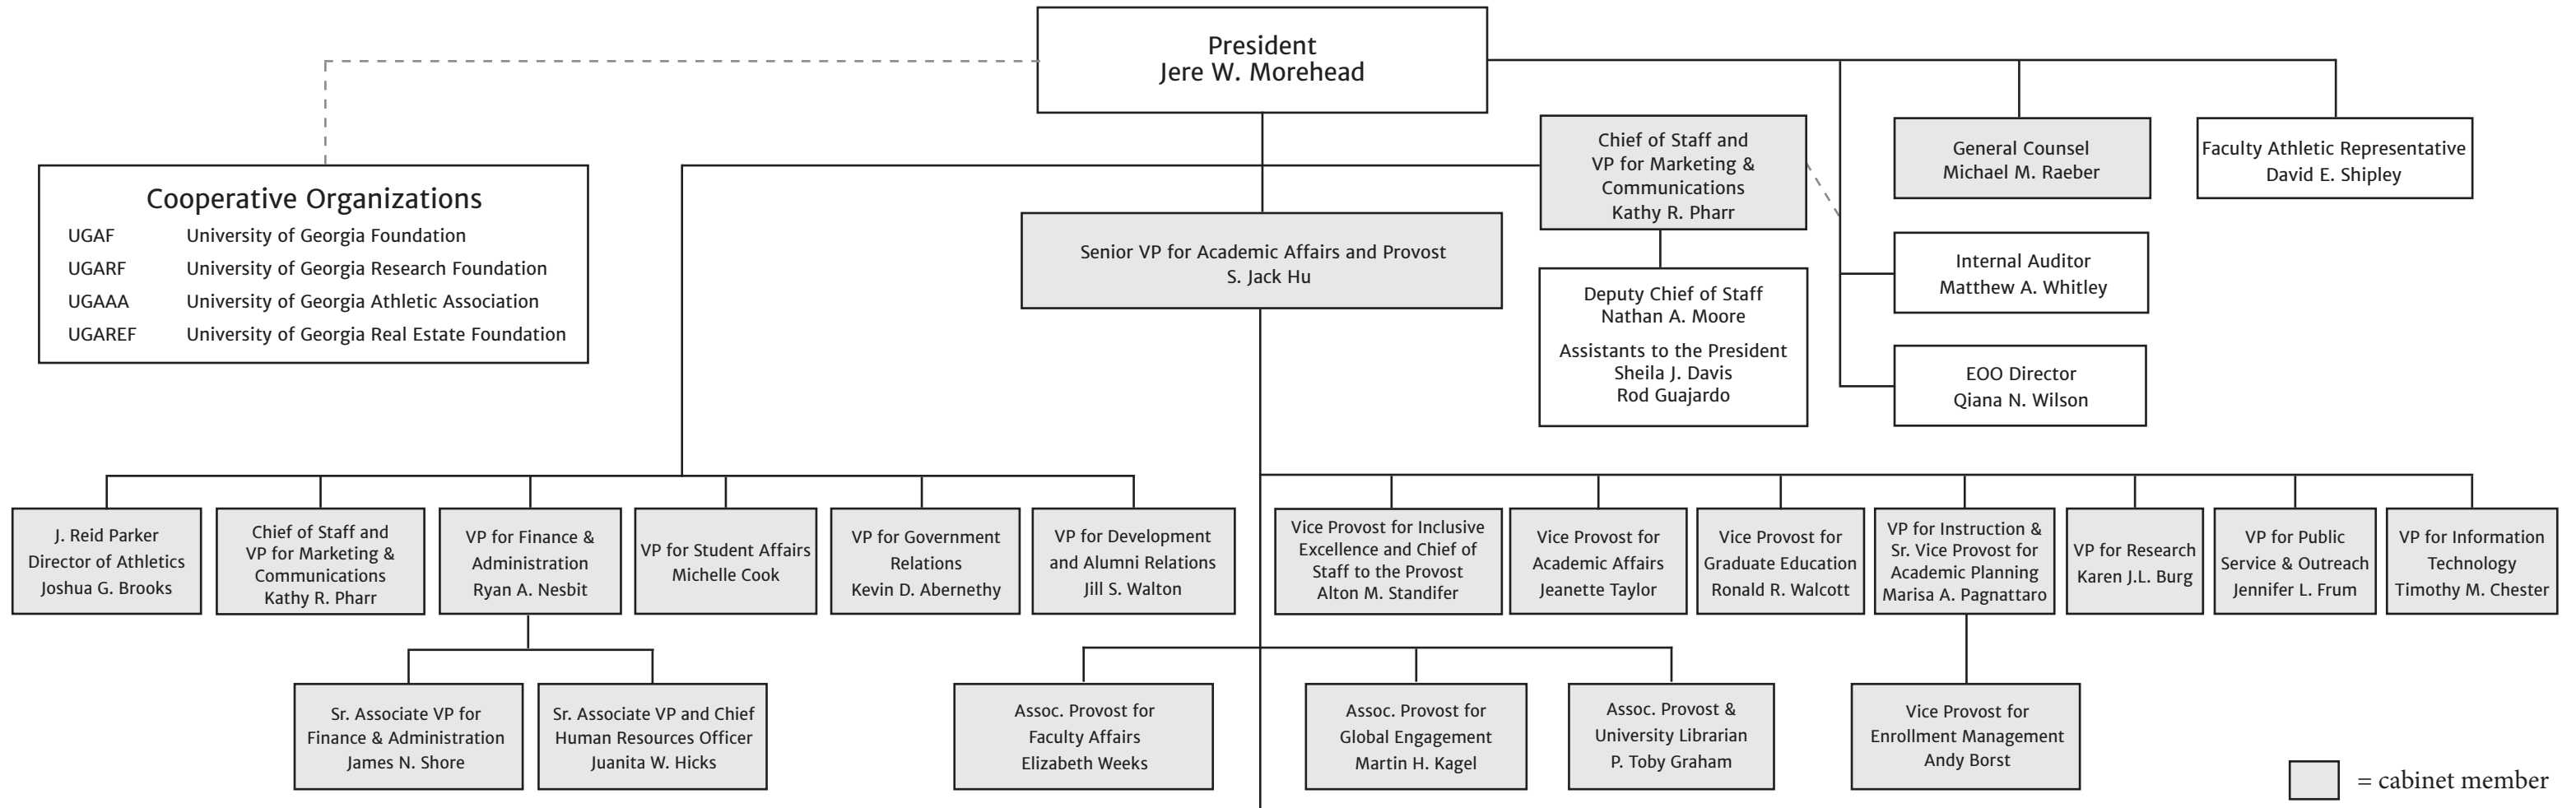 President
Jere W. Morehead
Cooperative Organizations
UGAF University of Georgia Foundation
UGARF University of Georgia Research Foundation
UGAAA University of Georgia Athletic Association
UGAREF University of Georgia Real Estate Foundation
Chief of Staff and
VP for Marketing &
Communications
Kathy R. Pharr
General Counsel
Michael M. Raeber
Faculty Athletic Representative
David E. Shipley
Senior VP for Academic Affairs and Provost
S. Jack Hu
Deputy Chief of Staff
Nathan A. Moore
Assistants to the President
Sheila J. Davis
Rod Guajardo
Internal Auditor
Matthew A. Whitley
EOO Director
Qiana N. Wilson
J. Reid Parker
Director of Athletics
Joshua G. Brooks
Chief of Staff and
VP for Marketing &
Communications
Kathy R. Pharr
VP for Finance &
Administration
Ryan A. Nesbit
VP for Student Affairs
Michelle Cook
VP for Government
Relations
Kevin D. Abernethy
VP for Development
and Alumni Relations
Jill S. Walton
Vice Provost for Inclusive
Excellence and Chief of
Staff to the Provost
Alton M. Standifer
Vice Provost for
Academic Affairs
Jeanette Taylor
Vice Provost for
Graduate Education
Ronald R. Walcott
VP for Instruction &
Sr. Vice Provost for
Academic Planning
Marisa A. Pagnattaro
VP for Research
Karen J.L. Burg
VP for Public
Service & Outreach
Jennifer L. Frum
VP for Information
Technology
Timothy M. Chester
Sr. Associate VP for
Finance & Administration
James N. Shore
Sr. Associate VP and Chief
Human Resources Officer
Juanita W. Hicks
Assoc. Provost for
Faculty Affairs
Elizabeth Weeks
Assoc. Provost for
Global Engagement
Martin H. Kagel
Assoc. Provost &
University Librarian
P. Toby Graham
Vice Provost for
Enrollment Management
Andy Borst
= cabinet member